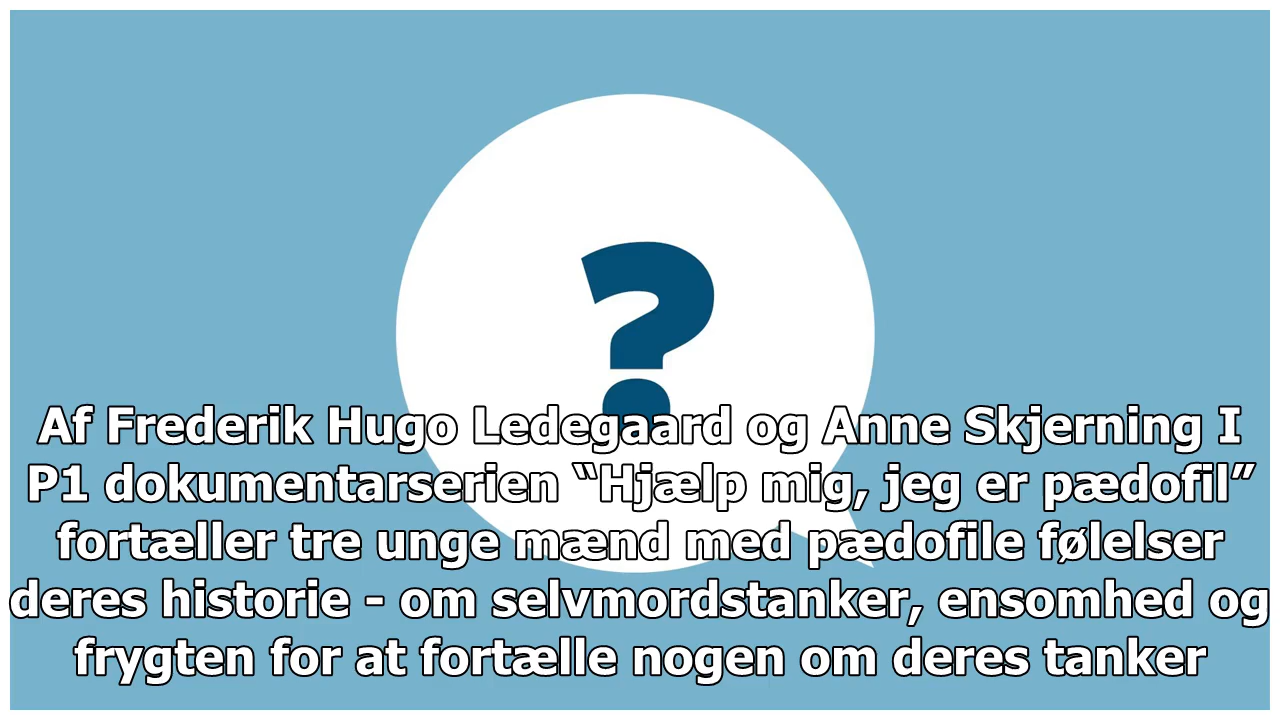 ?
Af Frederik Hugo Ledegaard og Anne Skjerning I
P1 dokumentarserien “Hjælp mig, jeg er pædofil”
fortæller tre unge mænd med pædofile følelser
deres historie - om selvmordstanker, ensomhed og
frygten for at fortælle nogen om deres tanker